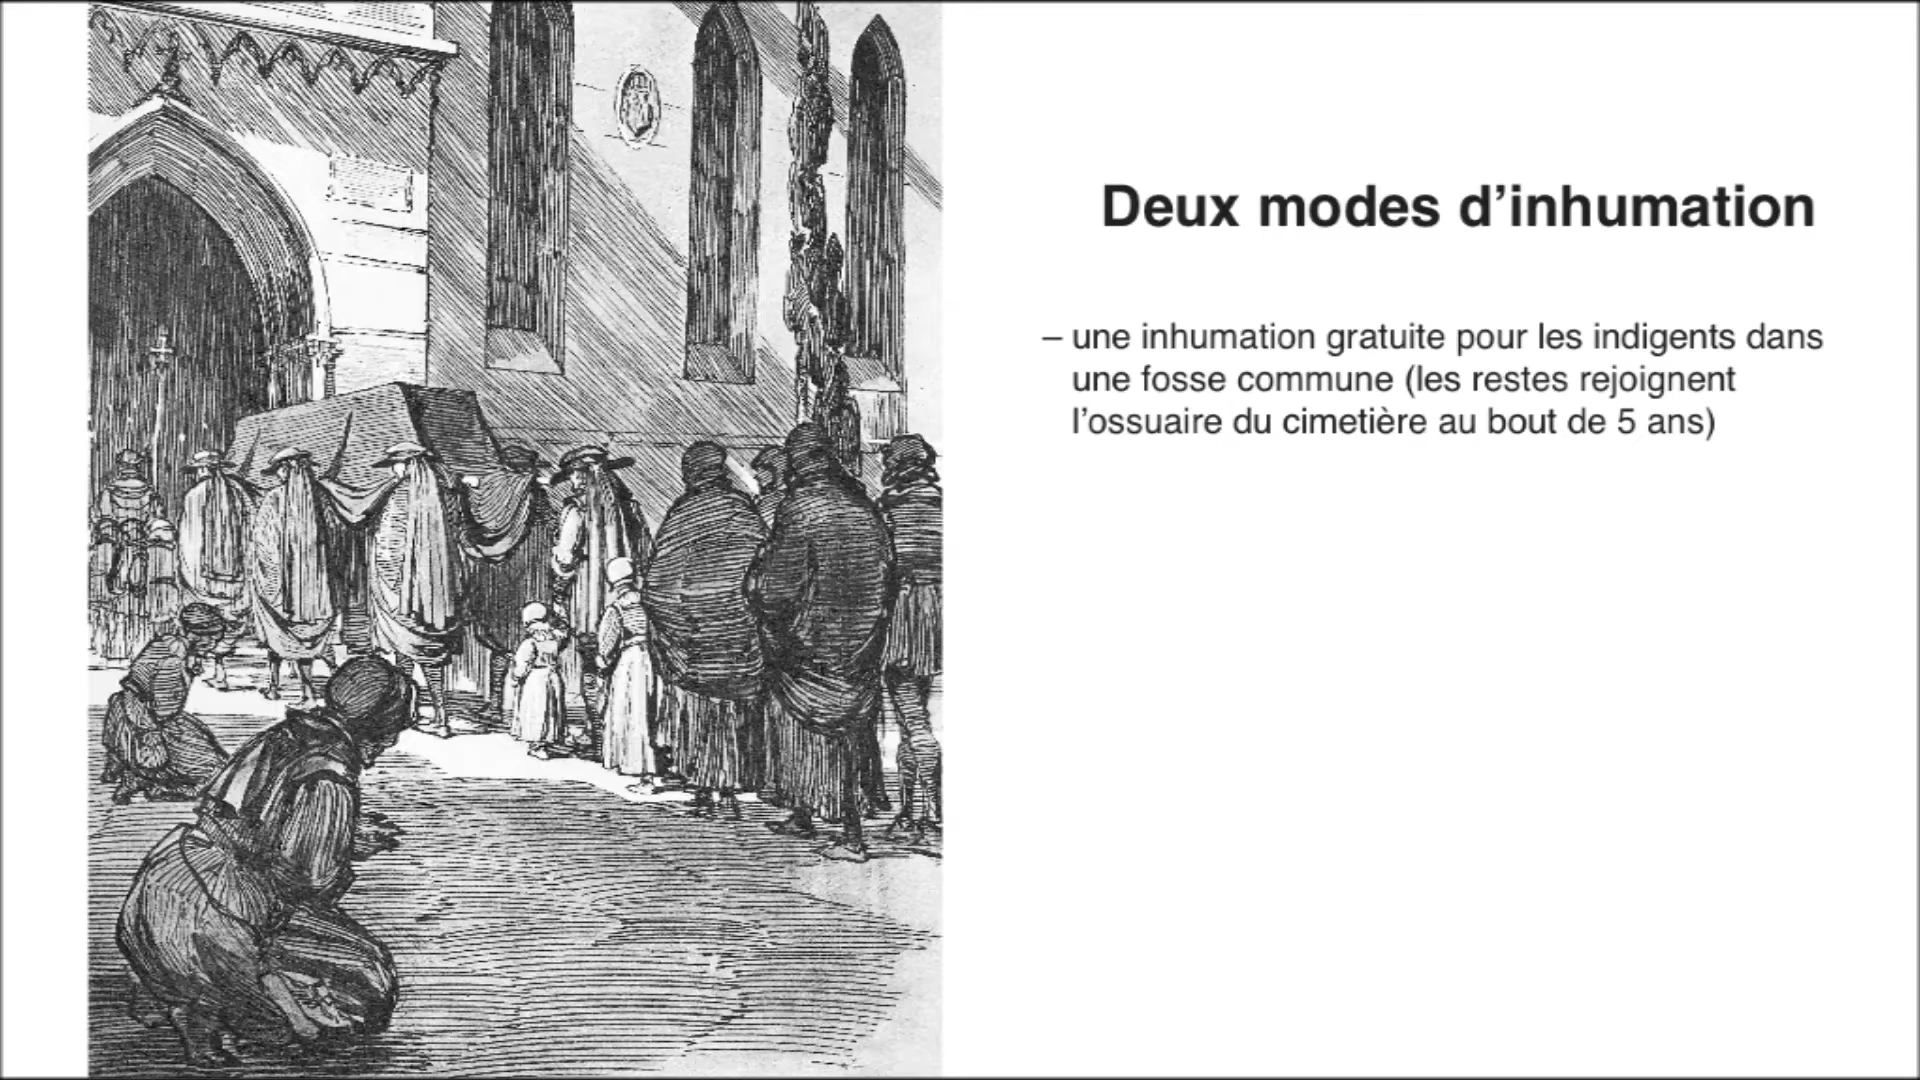 Deux modes d’inhumation
– une inhumation gratuite pour les indigents dans
une fosse commune (les restes rejoignent
l’ossuaire du cimetière au bout de 5 ans)